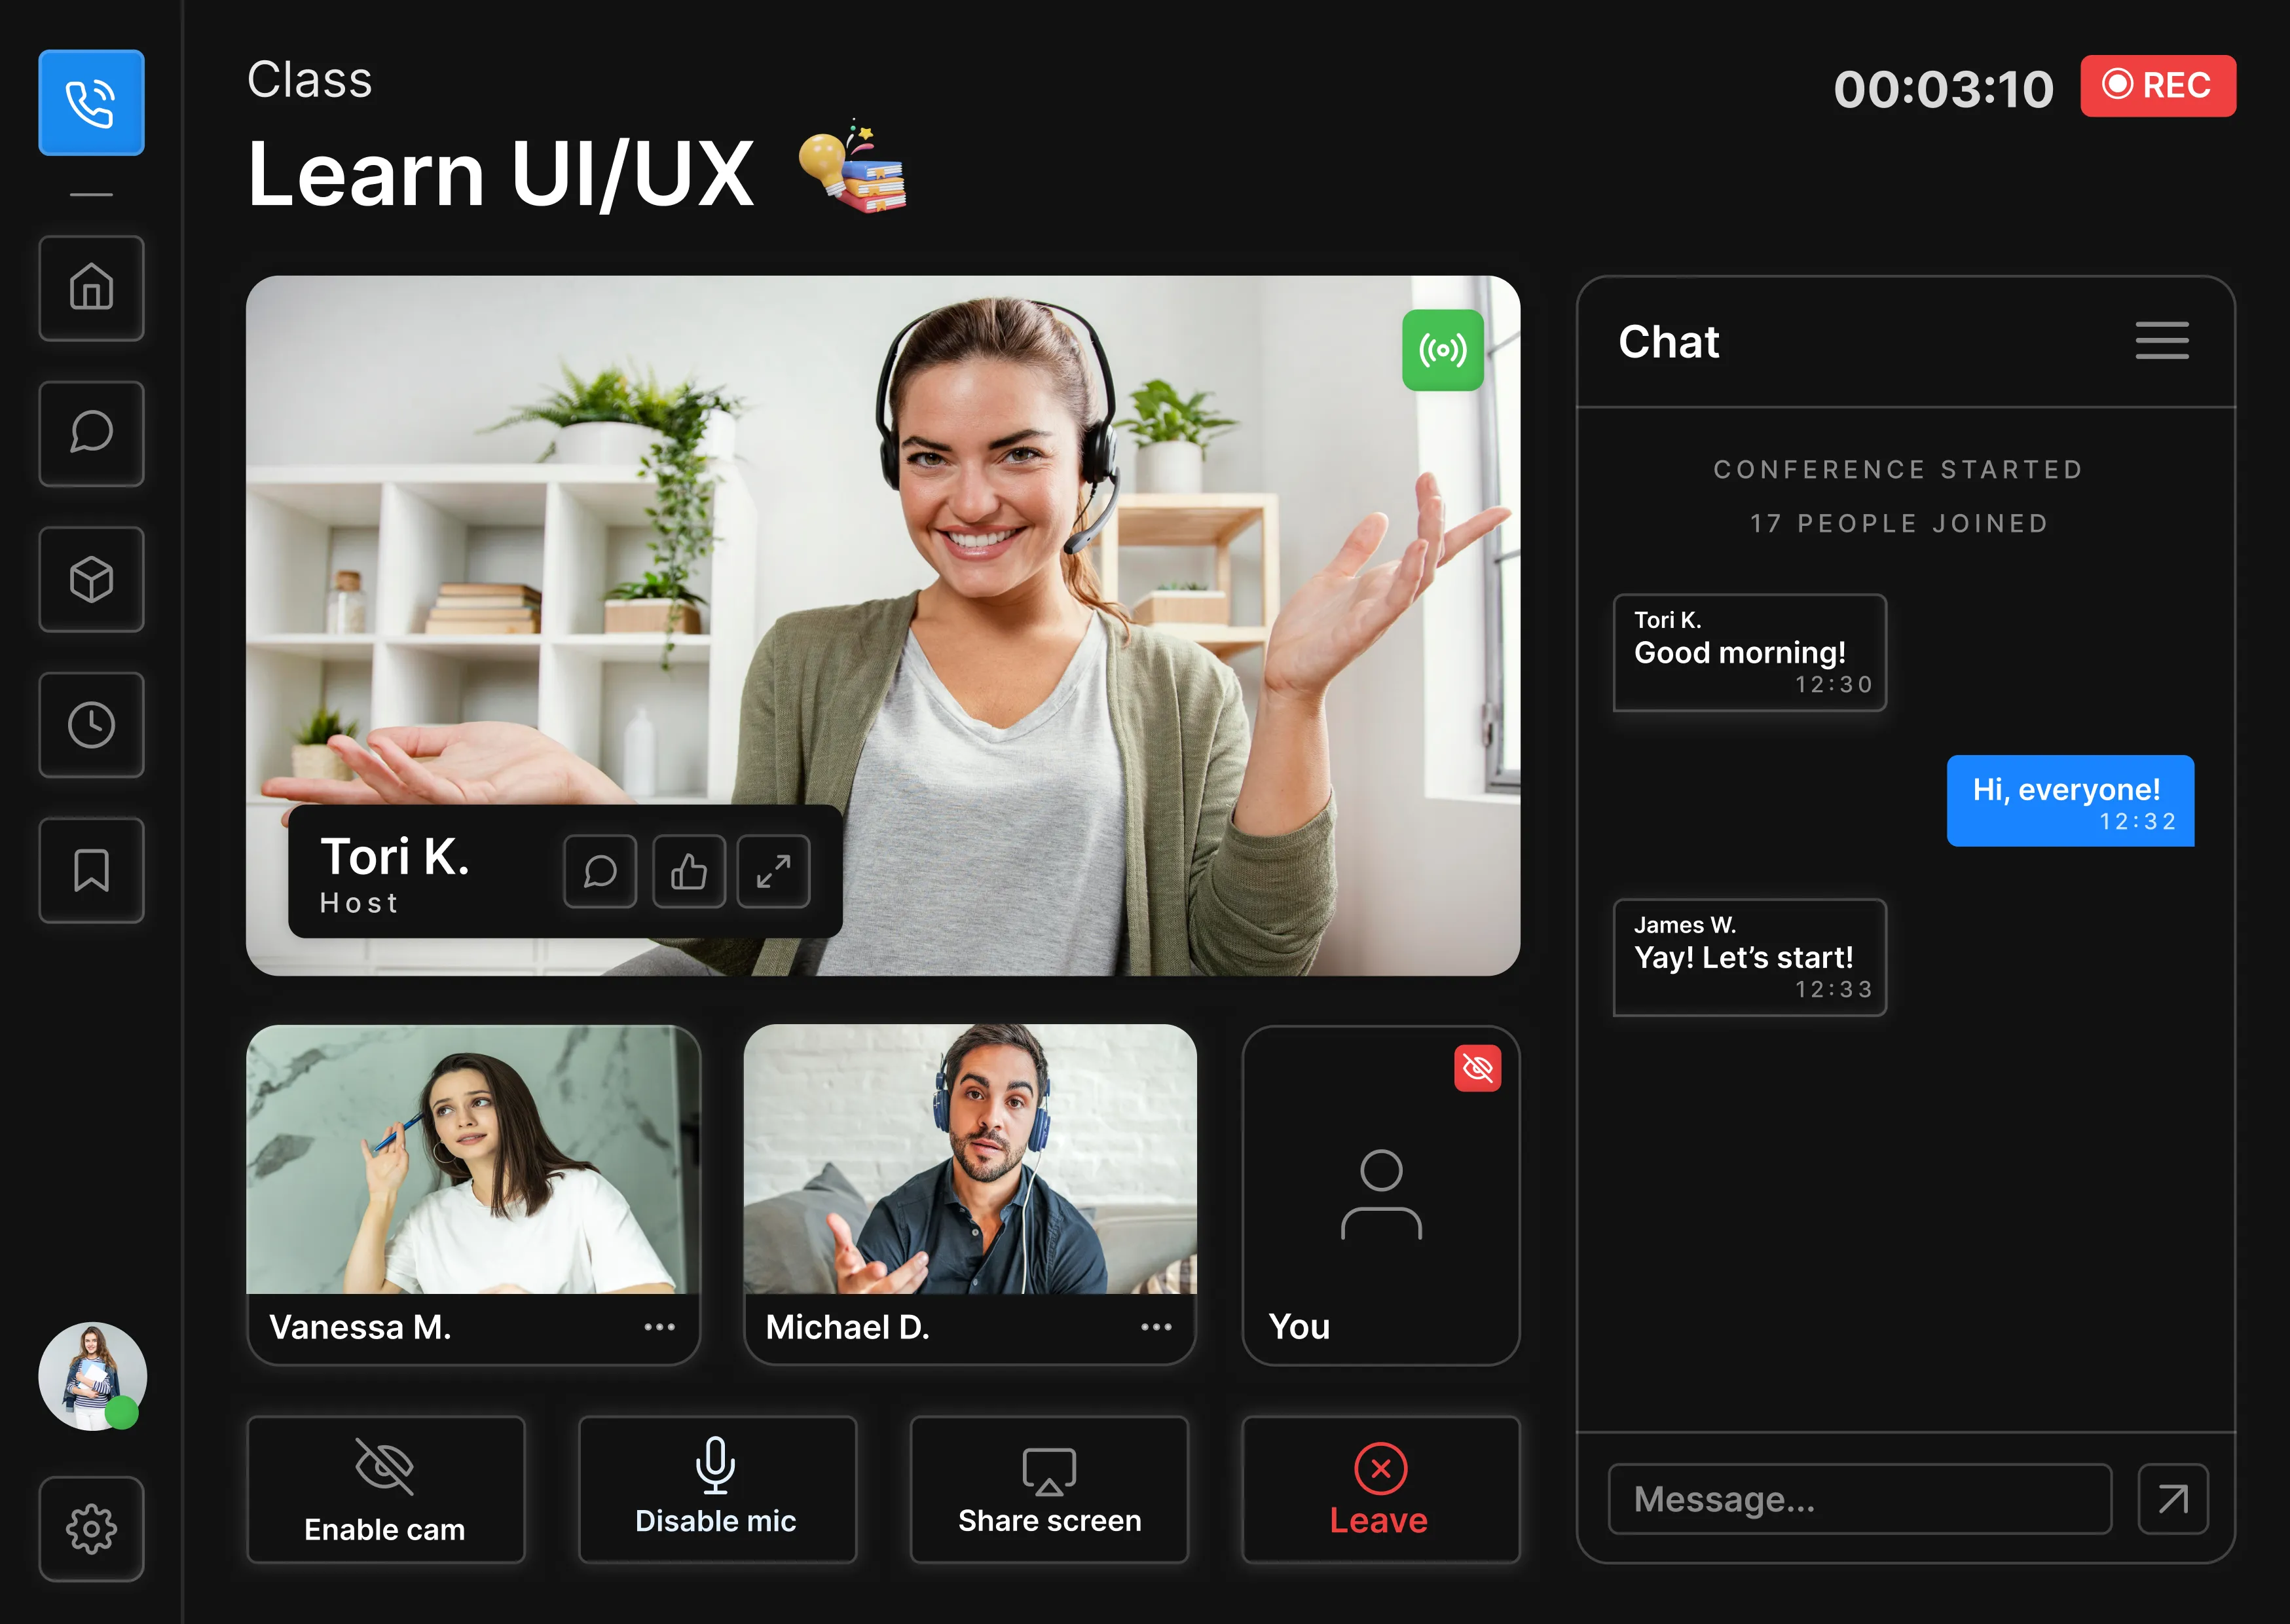 Class
Learn UI/UX
00:03:10
REC
Tori K.
Host
Vanessa M.
Michael D.
You
Enable cam
Disable mic
Share screen
Leave
Chat
CONFERENCE STARTED
17 PEOPLE JOINED
Tori K.
Good morning!
12:30
Hi, everyone!
12:32
James W.
Yay! Let’s start!
12:33
Message...